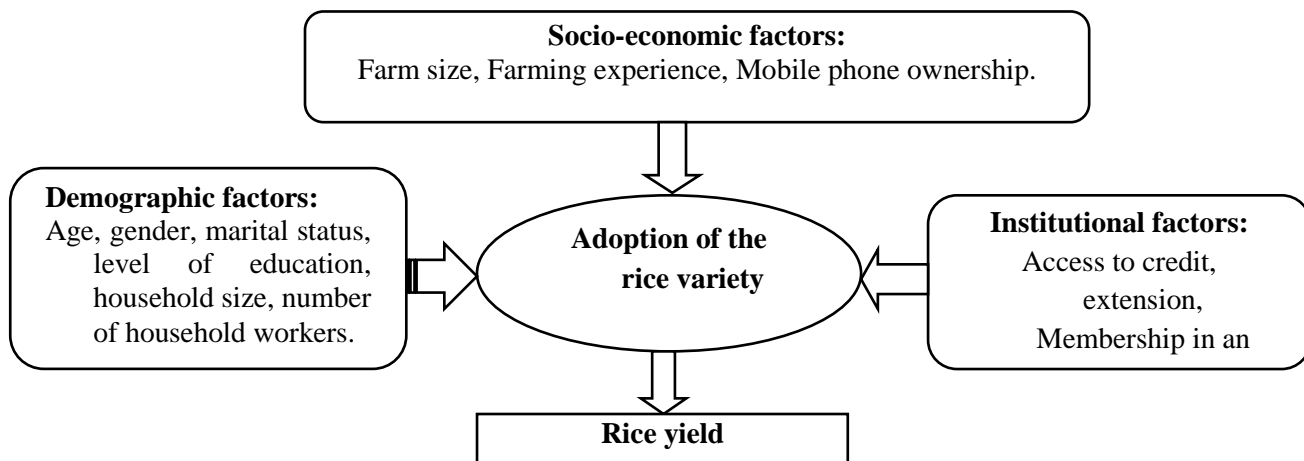 Socio-economic factors:
Farm size, Farming experience, Mobile phone ownership.
Demographic factors:
Age, gender, marital status,
level of education,
household size, number
of household workers.
Adoption of the
rice variety
Institutional factors:
Access to credit,
extension,
Membership in an
Rice yield